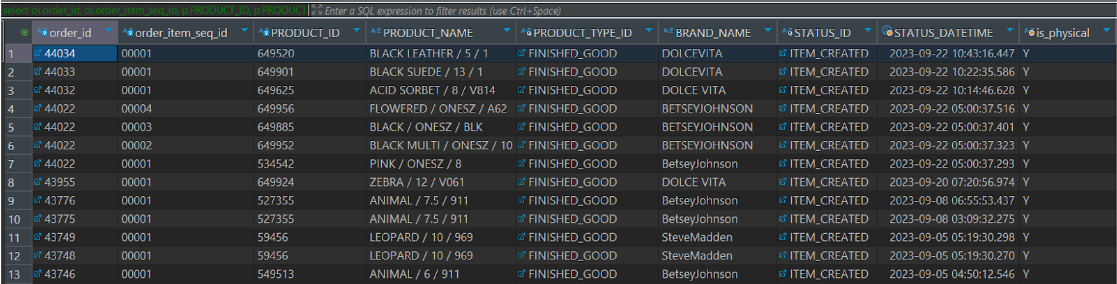 select oi.order_id, oi.order_item_seq_id, p.PRODUCT_ID, p.PRODUCT Enter a SQL expression to filter results (use Ctrl+Space)
order_id order_item_seq_id PRODUCT_ID PRODUCT_NAME PRODUCT_TYPE_ID BRAND_NAME STATUS_ID STATUS_DATETIME is_physical
1 44034 00001 649520 BLACK LEATHER / 5 / 1 FINISHED_GOOD DOLCEVITA ITEM_CREATED 2023-09-22 10:43:16.447 Y
2 44033 00001 649901 BLACK SUEDE / 13 / 1 FINISHED_GOOD DOLCEVITA ITEM_CREATED 2023-09-22 10:22:35.586 Y
3 44032 00001 649625 ACID SORBET / 8 / V814 FINISHED_GOOD DOLCE VITA ITEM_CREATED 2023-09-22 10:14:46.628 Y
4 44022 00004 649956 FLOWERED / ONESZ / A62 FINISHED_GOOD BETSEYJOHNSON ITEM_CREATED 2023-09-22 05:00:37.516 Y
5 44022 00003 649885 BLACK / ONESZ / BLK FINISHED_GOOD BETSEYJOHNSON ITEM_CREATED 2023-09-22 05:00:37.401 Y
6 44022 00002 649952 BLACK MULTI / ONESZ / 10 FINISHED_GOOD BETSEYJOHNSON ITEM_CREATED 2023-09-22 05:00:37.323 Y
7 44022 00001 534542 PINK / ONESZ / 8 FINISHED_GOOD BetseyJohnson ITEM_CREATED 2023-09-22 05:00:37.293 Y
8 43955 00001 649924 ZEBRA / 12 / V061 FINISHED_GOOD DOLCE VITA ITEM_CREATED 2023-09-20 07:20:56.974 Y
9 43776 00001 527355 ANIMAL / 7.5 / 911 FINISHED_GOOD BetseyJohnson ITEM_CREATED 2023-09-08 06:55:53.437 Y
10 43775 00001 527355 ANIMAL / 7.5 / 911 FINISHED_GOOD BetseyJohnson ITEM_CREATED 2023-09-08 03:09:32.275 Y
11 43749 00001 59456 LEOPARD / 10 / 969 FINISHED_GOOD SteveMadden ITEM_CREATED 2023-09-05 05:19:30.298 Y
12 43748 00001 59456 LEOPARD / 10 / 969 FINISHED_GOOD SteveMadden ITEM_CREATED 2023-09-05 05:19:30.270 Y
13 43746 00001 549513 ANIMAL / 6 / 911 FINISHED_GOOD BetseyJohnson ITEM_CREATED 2023-09-05 04:50:12.546 Y